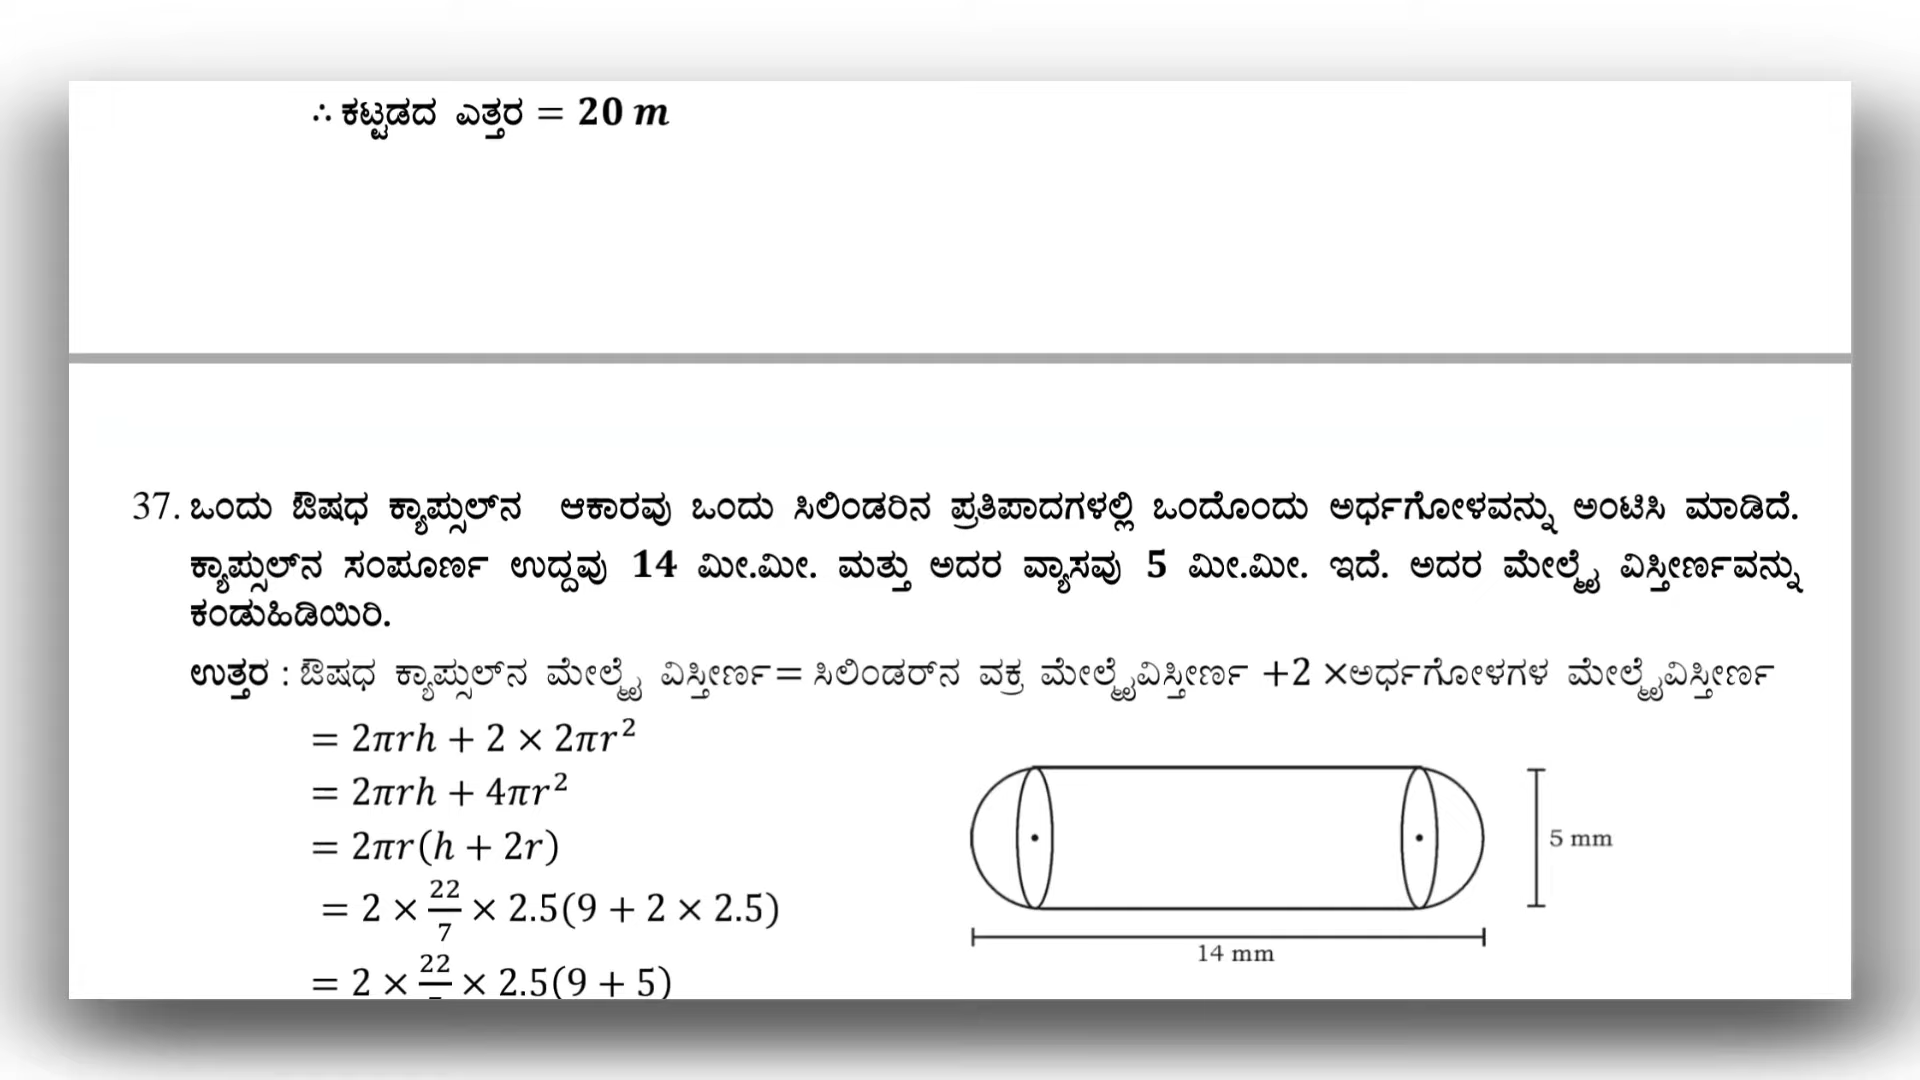 ∴ ಕಟ್ಟಡದ ಎತ್ತರ = 20 m
37. ಒಂದು ಔಷಧ ಕ್ಯಾಪ್ಸುಲ್‌ನ ಆಕಾರವು ಒಂದು ಸಿಲಿಂಡರಿನ ಪ್ರತಿಪಾದಗಳಲ್ಲಿ ಒಂದೊಂದು ಅರ್ಧಗೋಳವನ್ನು ಅಂಟಿಸಿ ಮಾಡಿದೆ.
ಕ್ಯಾಪ್ಸುಲ್‌ನ ಸಂಪೂರ್ಣ ಉದ್ದವು 14 ಮೀ.ಮೀ. ಮತ್ತು ಅದರ ವ್ಯಾಸವು 5 ಮೀ.ಮೀ. ಇದೆ. ಅದರ ಮೇಲ್ಮೈ ವಿಸ್ತೀರ್ಣವನ್ನು
ಕಂಡುಹಿಡಿಯಿರಿ.
ಉತ್ತರ : ಔಷಧ ಕ್ಯಾಪ್ಸುಲ್‌ನ ಮೇಲ್ಮೈ ವಿಸ್ತೀರ್ಣ= ಸಿಲಿಂಡರ್‌ನ ವಕ್ರ ಮೇಲ್ಮೈವಿಸ್ತೀರ್ಣ +2 ×ಅರ್ಧಗೋಳಗಳ ಮೇಲ್ಮೈವಿಸ್ತೀರ್ಣ
= 2πrh + 2 × 2πr²
= 2πrh + 4πr²
= 2πr(h + 2r)
= 2 × 22/7 × 2.5(9 + 2 × 2.5)
= 2 × 22/7 × 2.5(9 + 5)
5 mm
14 mm